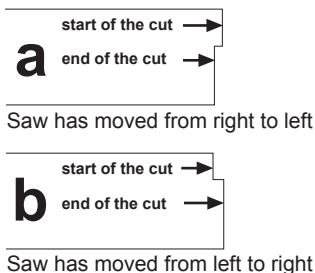 start of the cut
a
end of the cut
Saw has moved from right to left
start of the cut
b
end of the cut
Saw has moved from left to right